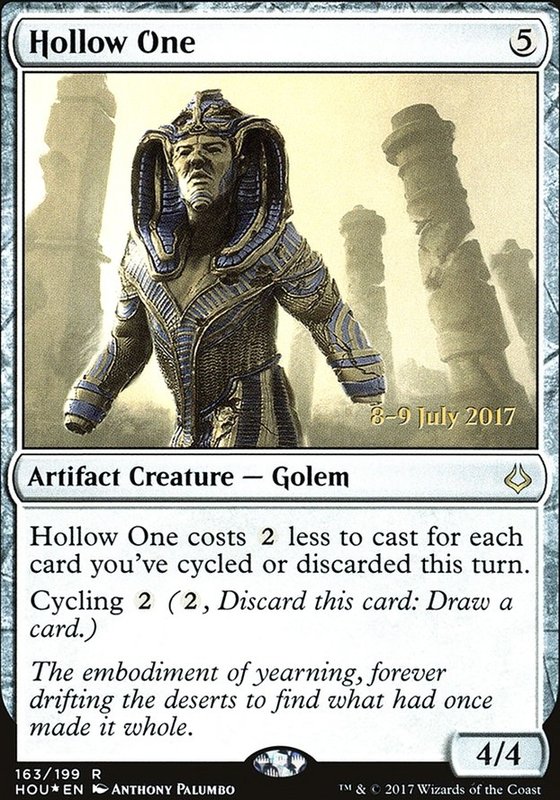 Hollow One 5
8–9 July 2017
Artifact Creature — Golem
Hollow One costs 2 less to cast for each
card you've cycled or discarded this turn.
Cycling 2 (2, Discard this card: Draw a
card.)
The embodiment of yearning, forever
drifting the deserts to find what had once
made it whole.
4/4
163/199 R
HOU★EN Anthony Palumbo
™ & © 2017 Wizards of the Coast